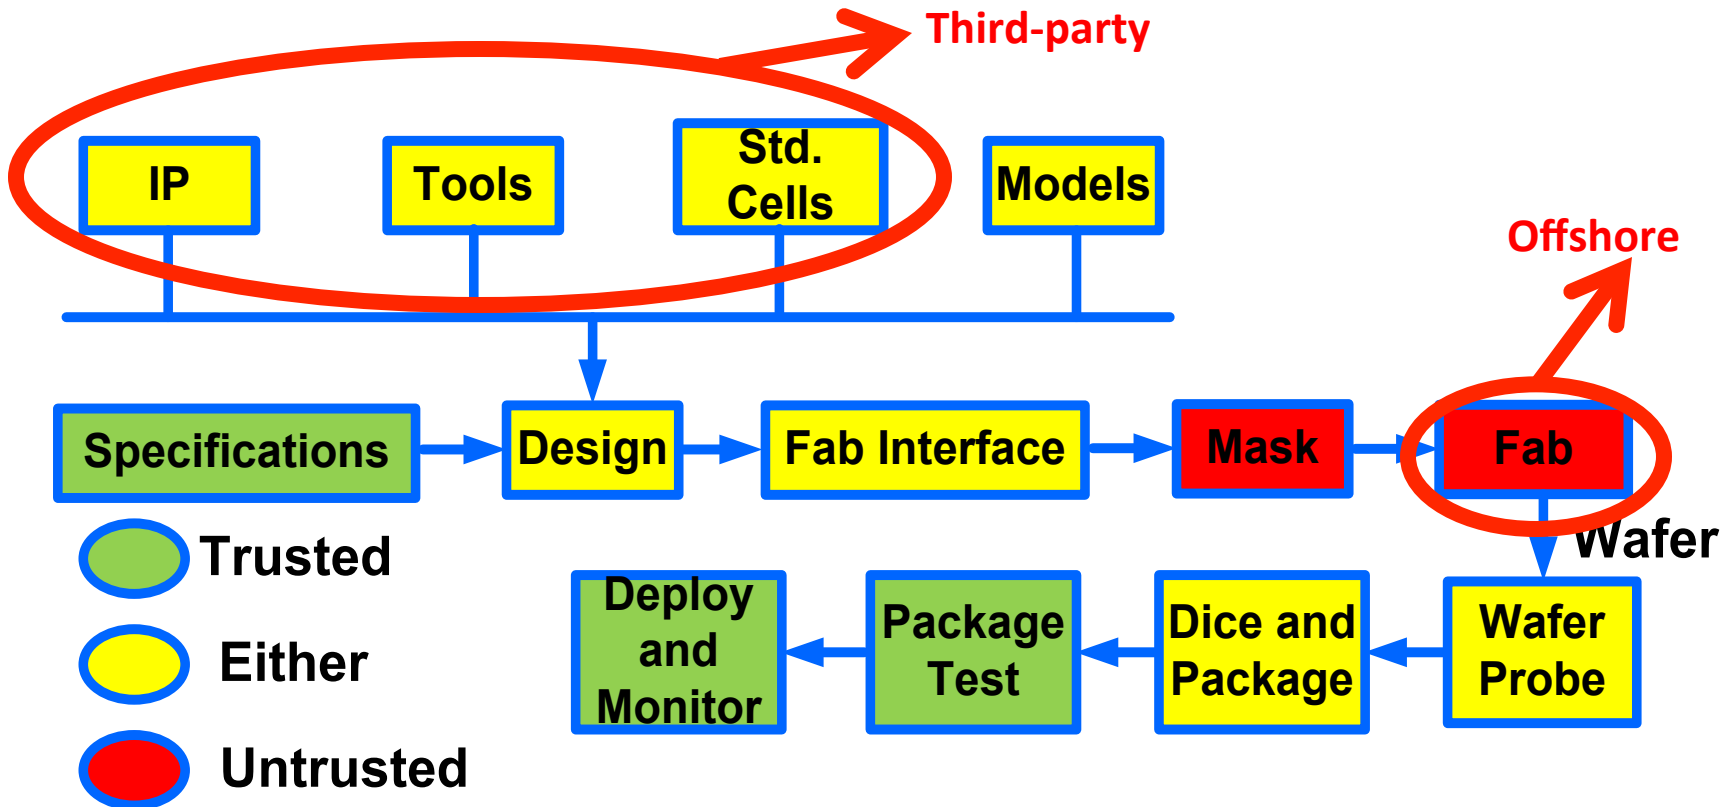 Third-party
IP
Tools
Std.
Cells
Models
Offshore
Specifications
Design
Fab Interface
Mask
Fab
Wafer
Trusted
Either
Untrusted
Deploy
and
Monitor
Package
Test
Dice and
Package
Wafer
Probe